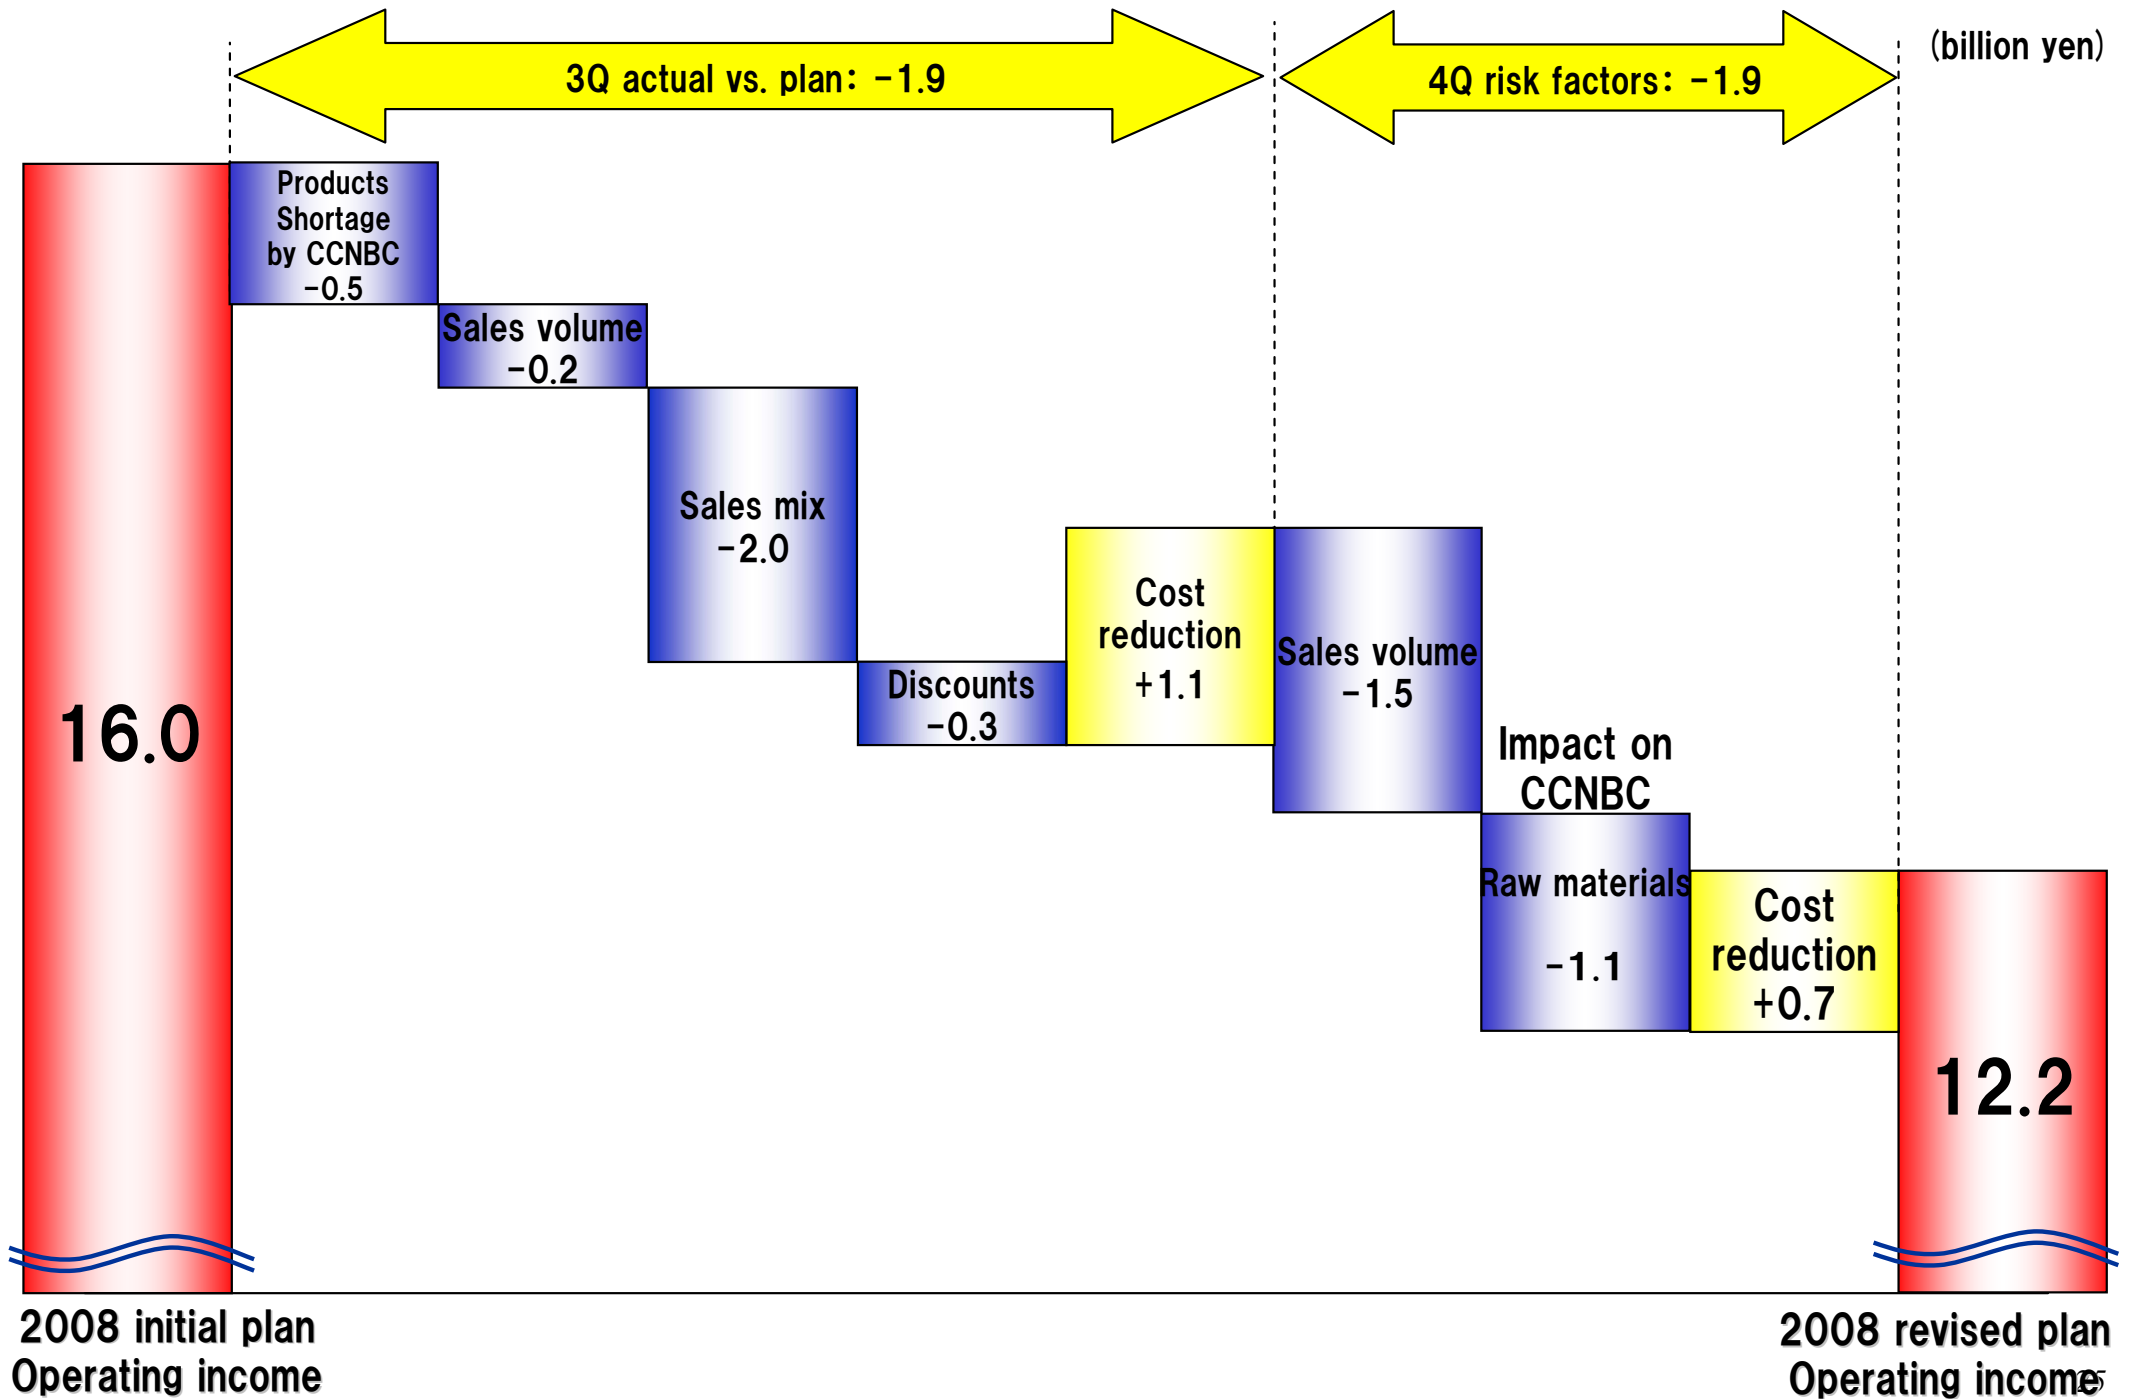 (billion yen)
3Q actual vs. plan: -1.9
4Q risk factors: -1.9
Products
Shortage
by CCNBC
-0.5
Sales volume
-0.2
Sales mix
-2.0
Discounts
-0.3
Cost
reduction
+1.1
Sales volume
-1.5
Impact on
CCNBC
Raw materials
-1.1
Cost
reduction
+0.7
16.0
12.2
2008 initial plan
Operating income
2008 revised plan
Operating income